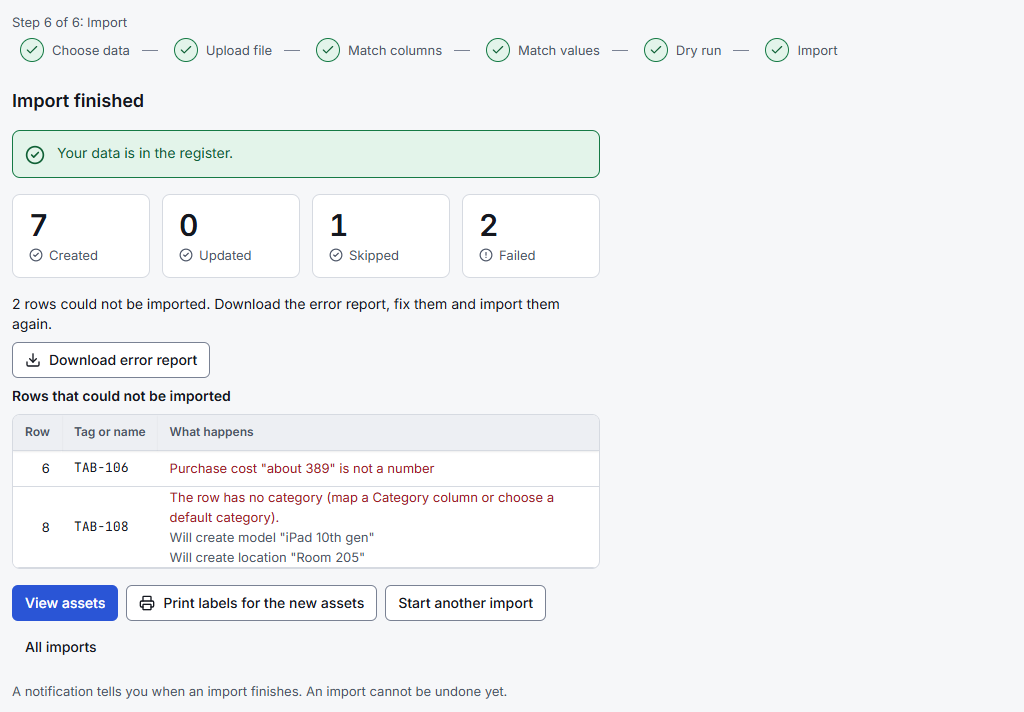 Step 6 of 6: Import
Choose data
Upload file
Match columns
Match values
Dry run
Import
Import finished
Your data is in the register.
7
Created
0
Updated
1
Skipped
2
Failed
2 rows could not be imported. Download the error report, fix them and import them
again.
Download error report
Rows that could not be imported
Row Tag or name What happens
6 TAB-106 Purchase cost "about 389" is not a number
8 TAB-108 The row has no category (map a Category column or choose a
default category).
Will create model "iPad 10th gen"
Will create location "Room 205"
View assets
Print labels for the new assets
Start another import
All imports
A notification tells you when an import finishes. An import cannot be undone yet.